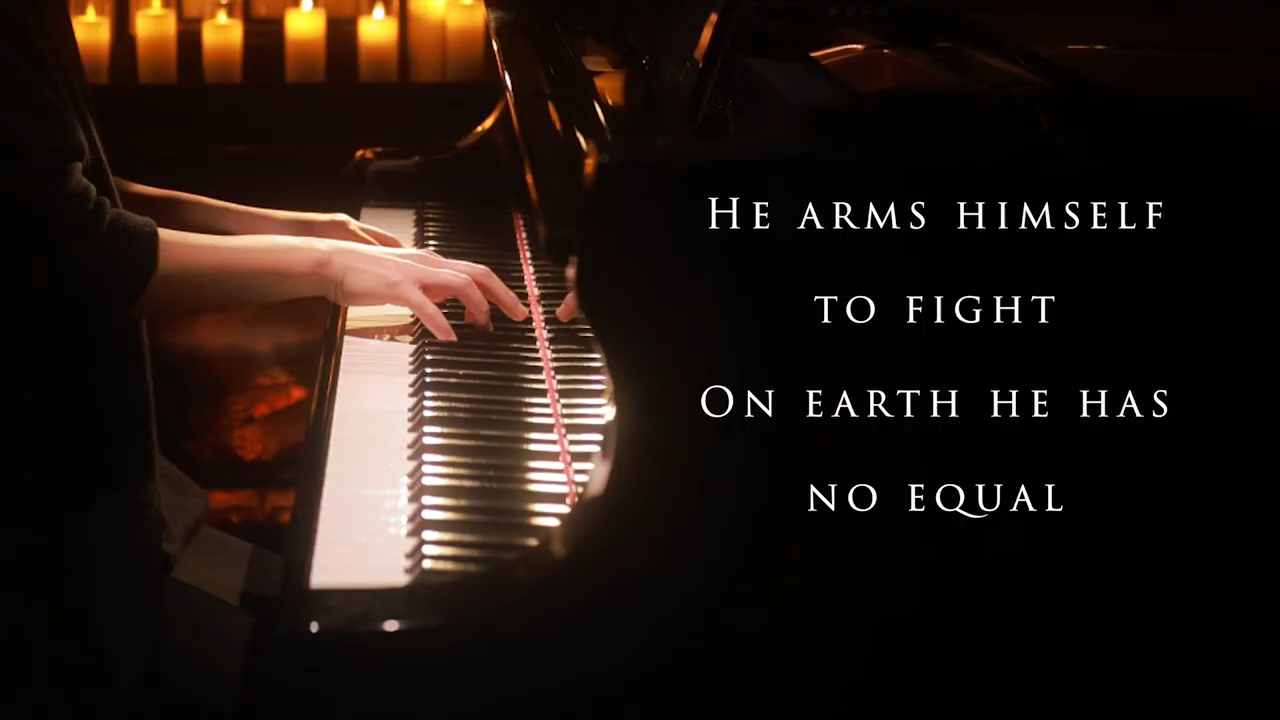 He arms himself
to fight
On earth he has
no equal